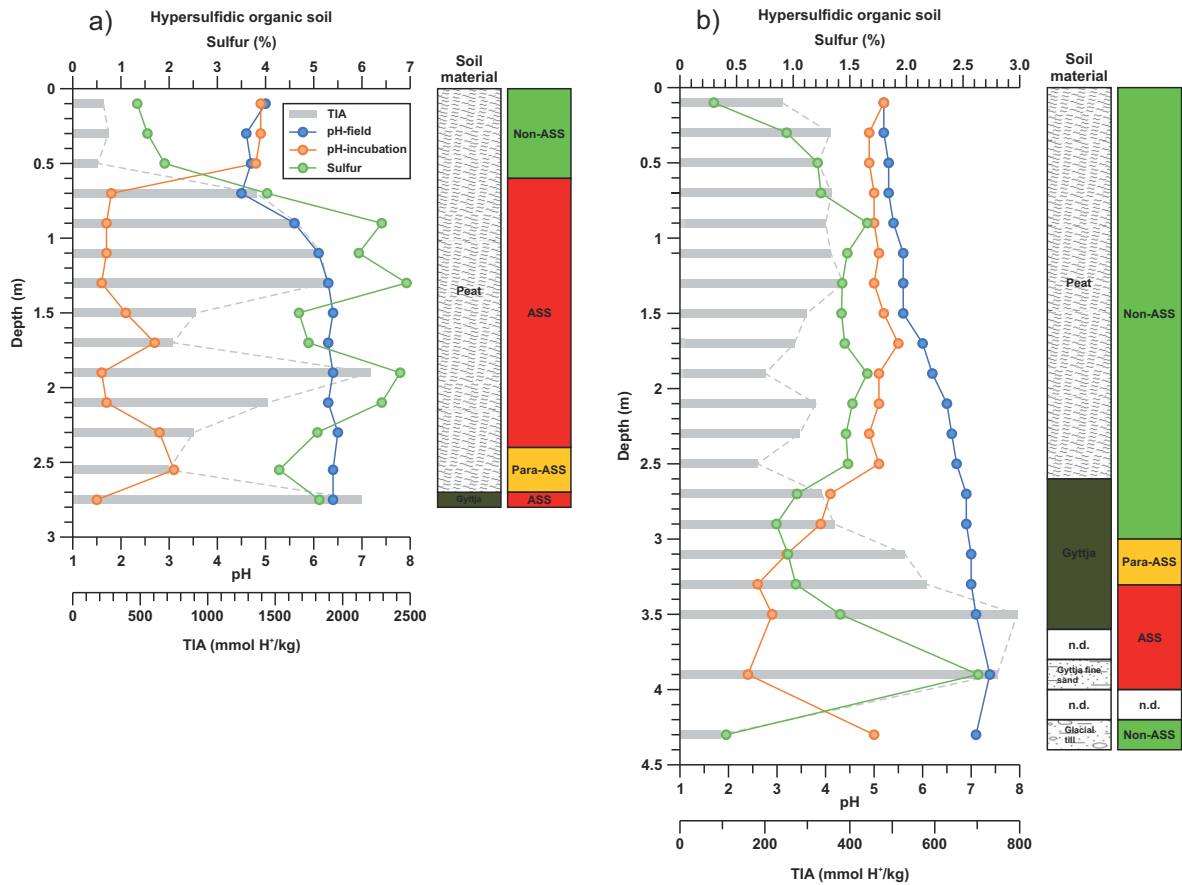 a)
Hypersulfidic organic soil
Sulfur (%)
0 1 2 3 4 5 6 7
Soil
material
0
0.5
1
1.5
2
2.5
3
Depth (m)
TIA
pH-field
pH-incubation
Sulfur
Peat
Gyttja
Non-ASS
ASS
Para-ASS
ASS
1 2 3 4 5 6 7 8
pH
0 500 1000 1500 2000 2500
TIA (mmol H⁺/kg)
b)
Hypersulfidic organic soil
Sulfur (%)
0 0.5 1.0 1.5 2.0 2.5 3.0
Soil
material
0
0.5
1
1.5
2
2.5
3
3.5
4
4.5
Depth (m)
Peat
Gyttja
n.d.
Gyttja fine
sand
n.d.
Glacial
till
Non-ASS
Para-ASS
ASS
n.d.
Non-ASS
1 2 3 4 5 6 7 8
pH
0 200 400 600 800
TIA (mmol H⁺/kg)